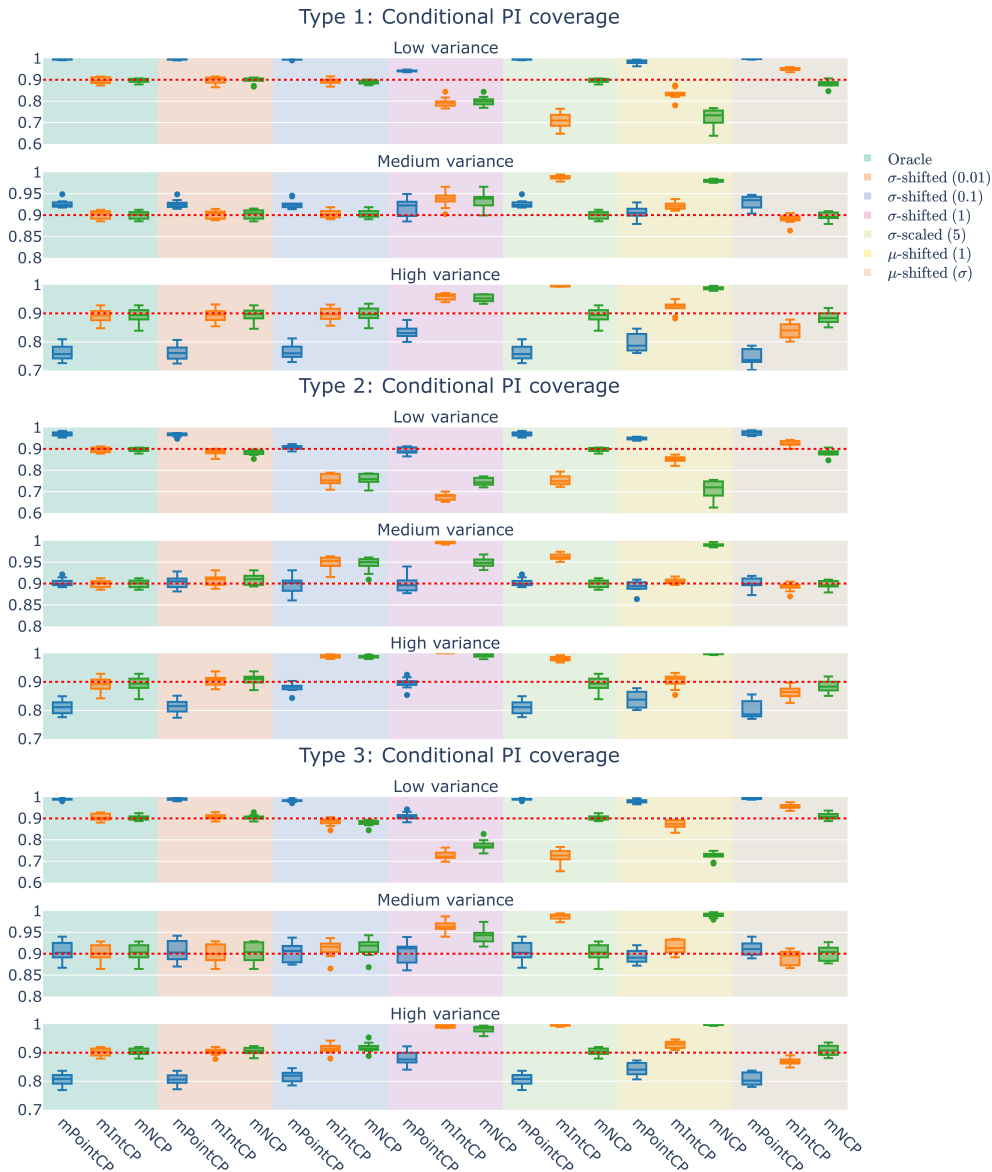 Type 1: Conditional PI coverage
Low variance
1
0.9
0.8
0.7
0.6
Medium variance
1
0.95
0.9
0.85
0.8
High variance
1
0.9
0.8
0.7
Oracle
σ-shifted (0.01)
σ-shifted (0.1)
σ-shifted (1)
σ-scaled (5)
μ-shifted (1)
μ-shifted (σ)
Type 2: Conditional PI coverage
Low variance
1
0.9
0.8
0.7
0.6
Medium variance
1
0.95
0.9
0.85
0.8
High variance
1
0.9
0.8
0.7
Type 3: Conditional PI coverage
Low variance
1
0.9
0.8
0.7
0.6
Medium variance
1
0.95
0.9
0.85
0.8
High variance
1
0.9
0.8
0.7
mPointCP
mIntCP
mNCP
mPointCP
mIntCP
mNCP
mPointCP
mIntCP
mNCP
mPointCP
mIntCP
mNCP
mPointCP
mIntCP
mNCP
mPointCP
mIntCP
mNCP
mPointCP
mIntCP
mNCP